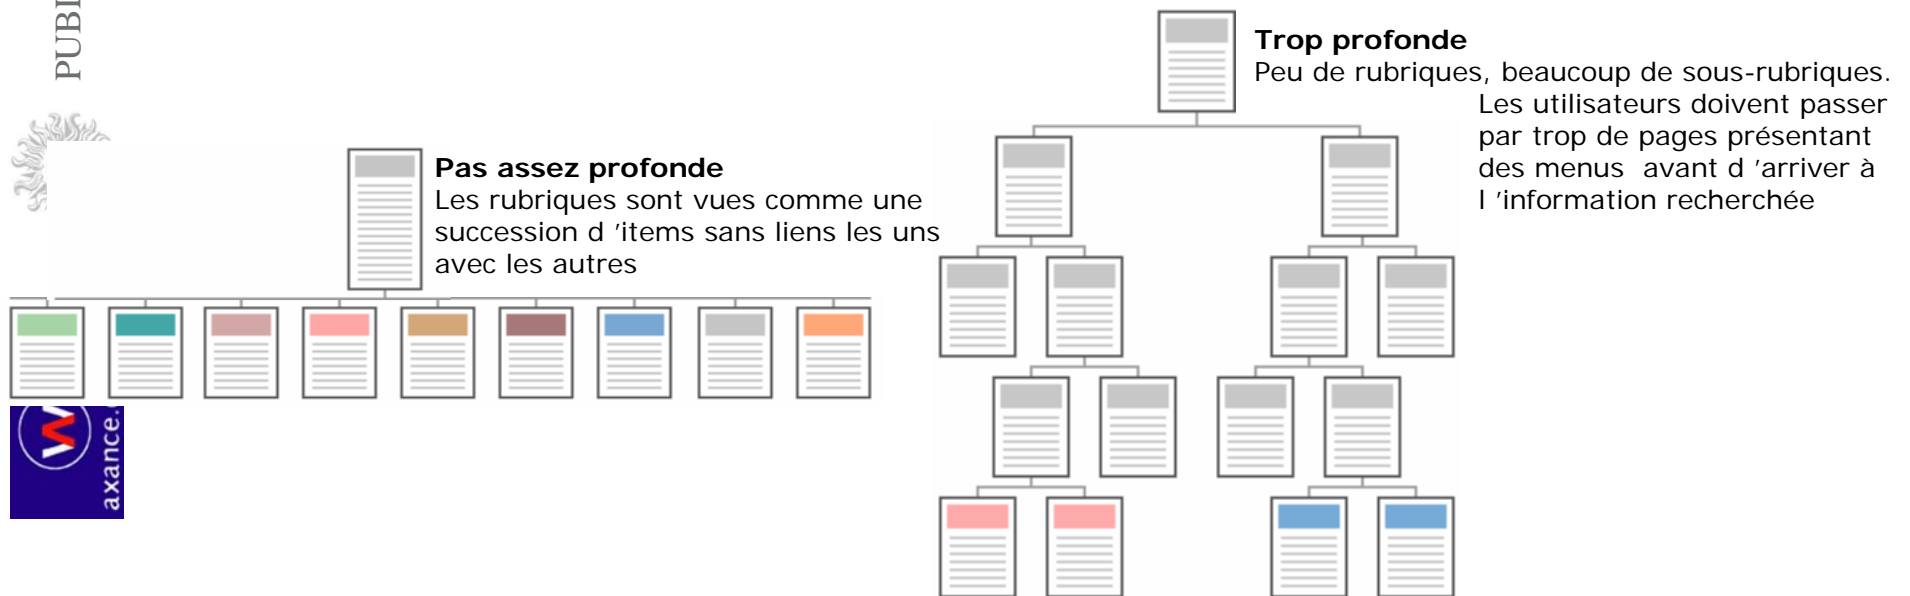 PUBL
Pas assez profonde
Les rubriques sont vues comme une
succession d ’items sans liens les uns
avec les autres
Trop profonde
Peu de rubriques, beaucoup de sous-rubriques.
Les utilisateurs doivent passer
par trop de pages présentant
des menus  avant d ’arriver à
l ’information recherchée
W
axance.